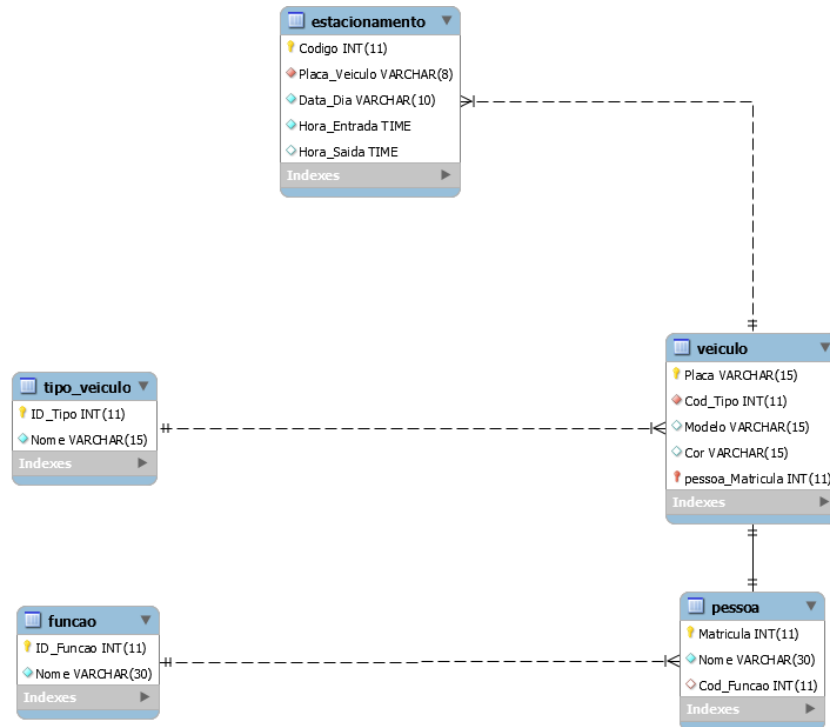 estacionamento
Codigo INT(11)
Placa_Veiculo VARCHAR(8)
Data_Dia VARCHAR(10)
Hora_Entrada TIME
Hora_Saida TIME
Indexes
veiculo
Placa VARCHAR(15)
Cod_Tipo INT(11)
Modelo VARCHAR(15)
Cor VARCHAR(15)
pessoa_Matricula INT(11)
Indexes
tipo_veiculo
ID_Tipo INT(11)
Nome VARCHAR(15)
Indexes
funcao
ID_Funcao INT(11)
Nome VARCHAR(30)
Indexes
pessoa
Matricula INT(11)
Nome VARCHAR(30)
Cod_Funcao INT(11)
Indexes